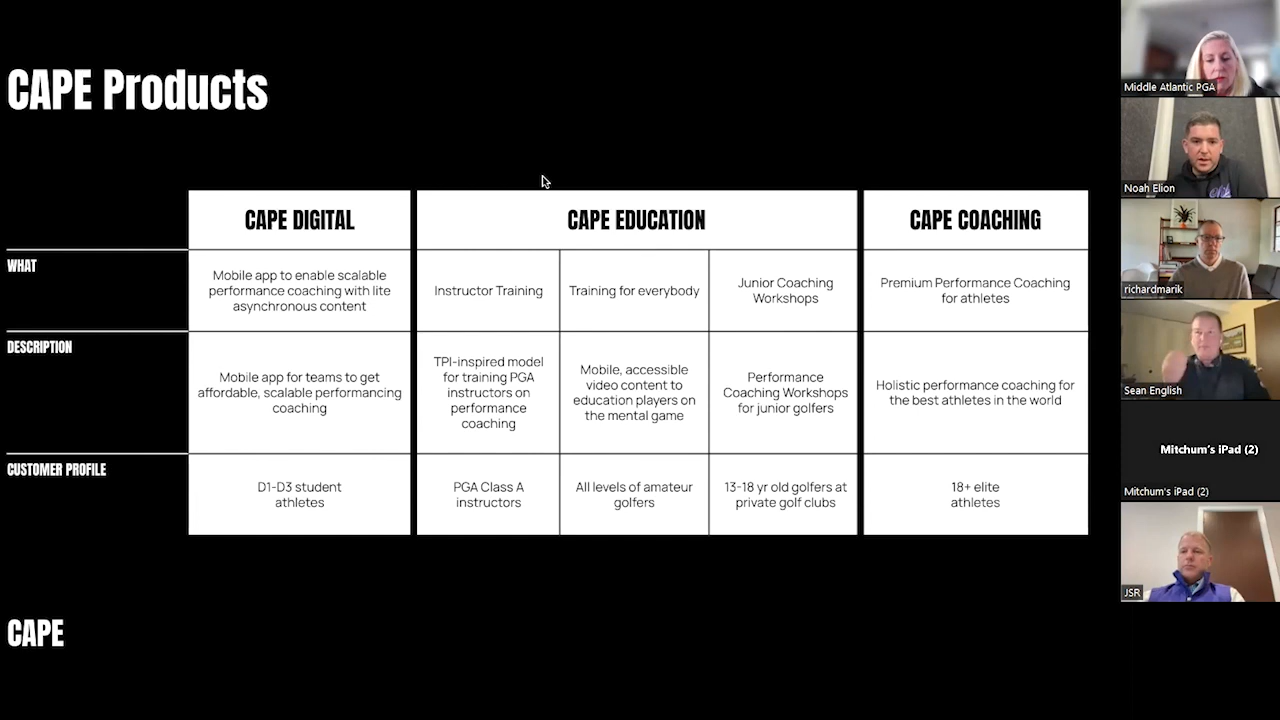 CAPE Products
CAPE DIGITAL
CAPE EDUCATION
CAPE COACHING
WHAT
Mobile app to enable scalable
performance coaching with lite
asynchronous content
Instructor Training
Training for everybody
Junior Coaching
Workshops
Premium Performance Coaching
for athletes
DESCRIPTION
Mobile app for teams to get
affordable, scalable performancing
coaching
TPI-inspired model
for training PGA
instructors on
performance
coaching
Mobile, accessible
video content to
education players on
the mental game
Performance
Coaching Workshops
for junior golfers
Holistic performance coaching for
the best athletes in the world
CUSTOMER PROFILE
D1-D3 student
athletes
PGA Class A
instructors
All levels of amateur
golfers
13-18 yr old golfers at
private golf clubs
18+ elite
athletes
CAPE
Middle Atlantic PGA
Noah Elion
richardmarik
Sean English
Mitchum's iPad (2)
Mitchum's iPad (2)
JSR